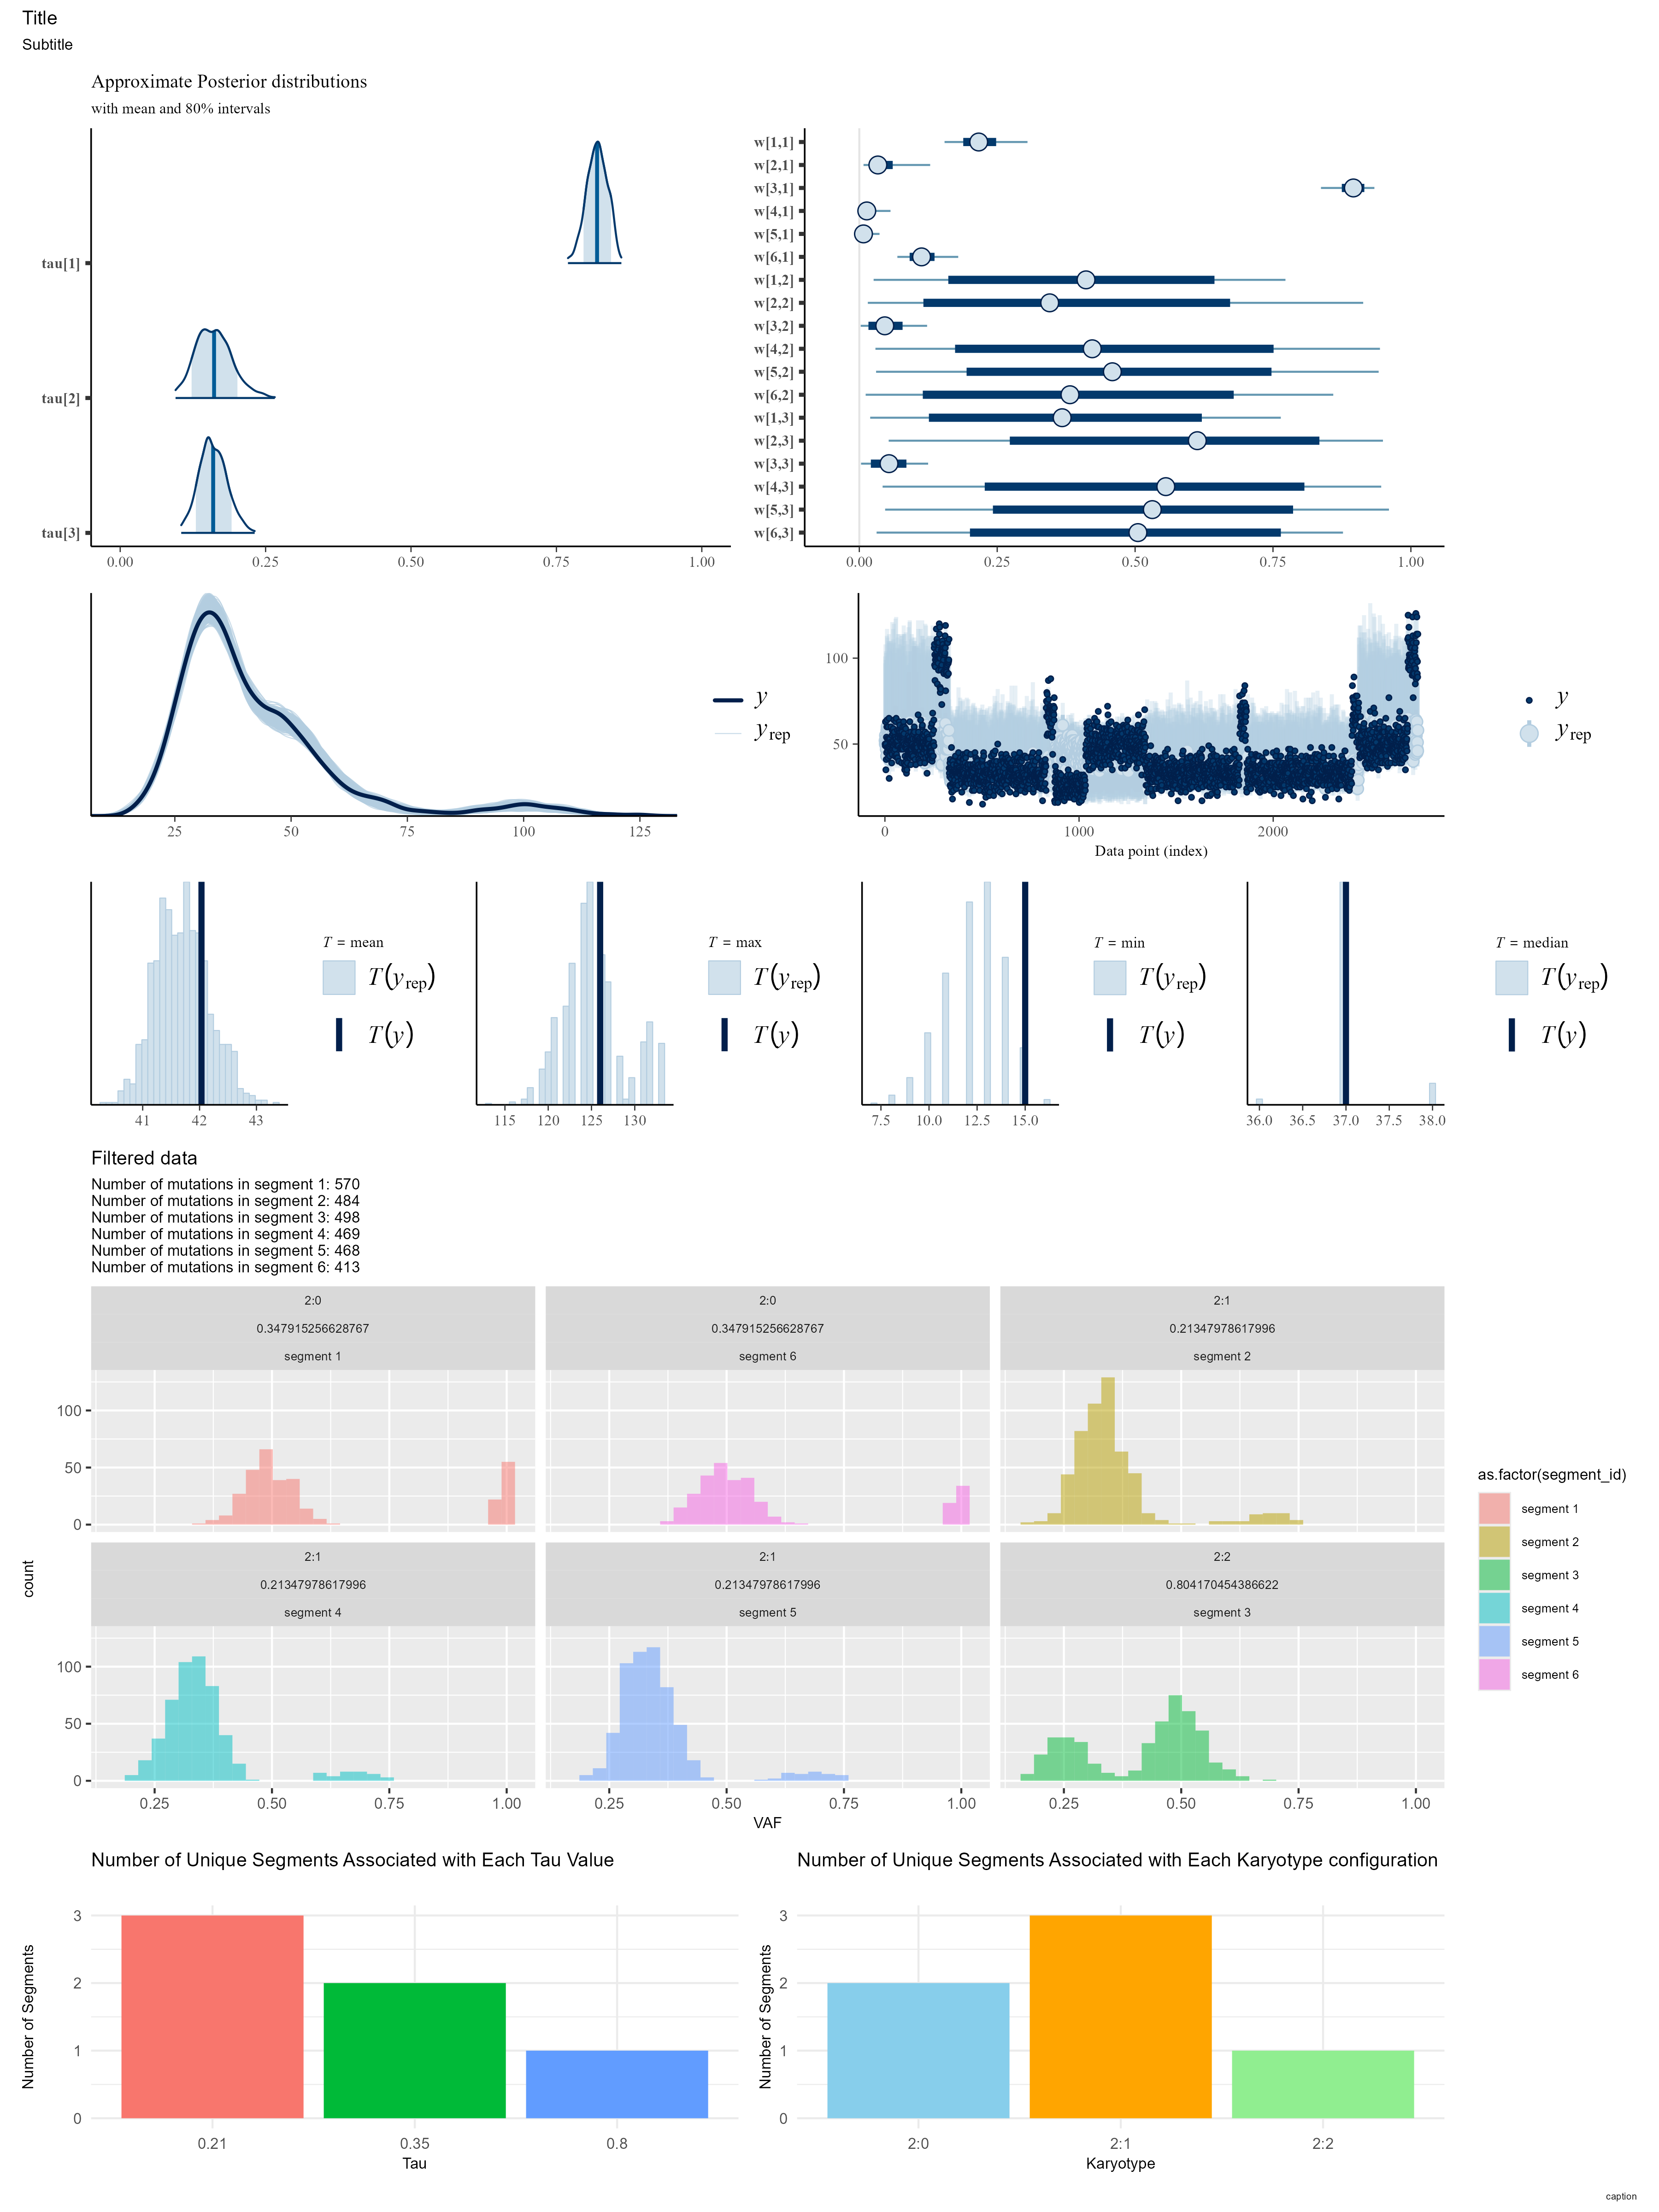 Title
Subtitle
Approximate Posterior distributions
with mean and 80% intervals
tau[1]
tau[2]
tau[3]
0.00 0.25 0.50 0.75 1.00
w[1,1]
w[2,1]
w[3,1]
w[4,1]
w[5,1]
w[6,1]
w[1,2]
w[2,2]
w[3,2]
w[4,2]
w[5,2]
w[6,2]
w[1,3]
w[2,3]
w[3,3]
w[4,3]
w[5,3]
w[6,3]
0.00 0.25 0.50 0.75 1.00
25 50 75 100 125
y
yrep
100
50
0 1000 2000
Data point (index)
y
yrep
41 42 43
T = mean
T(yrep)
T(y)
115 120 125 130
T = max
T(yrep)
T(y)
7.5 10.0 12.5 15.0
T = min
T(yrep)
T(y)
36.0 36.5 37.0 37.5 38.0
T = median
T(yrep)
T(y)
Filtered data
Number of mutations in segment 1: 570
Number of mutations in segment 2: 484
Number of mutations in segment 3: 498
Number of mutations in segment 4: 469
Number of mutations in segment 5: 468
Number of mutations in segment 6: 413
2:0
0.347915256628767
segment 1
2:0
0.347915256628767
segment 6
2:1
0.21347978617996
segment 2
100
50
0
2:1
0.21347978617996
segment 4
2:1
0.21347978617996
segment 5
2:2
0.804170454386622
segment 3
100
50
0
count
0.25 0.50 0.75 1.00
0.25 0.50 0.75 1.00
0.25 0.50 0.75 1.00
VAF
as.factor(segment_id)
segment 1
segment 2
segment 3
segment 4
segment 5
segment 6
Number of Unique Segments Associated with Each Tau Value
Number of Segments
3
2
1
0
0.21 0.35 0.8
Tau
Number of Unique Segments Associated with Each Karyotype configuration
Number of Segments
3
2
1
0
2:0 2:1 2:2
Karyotype
caption